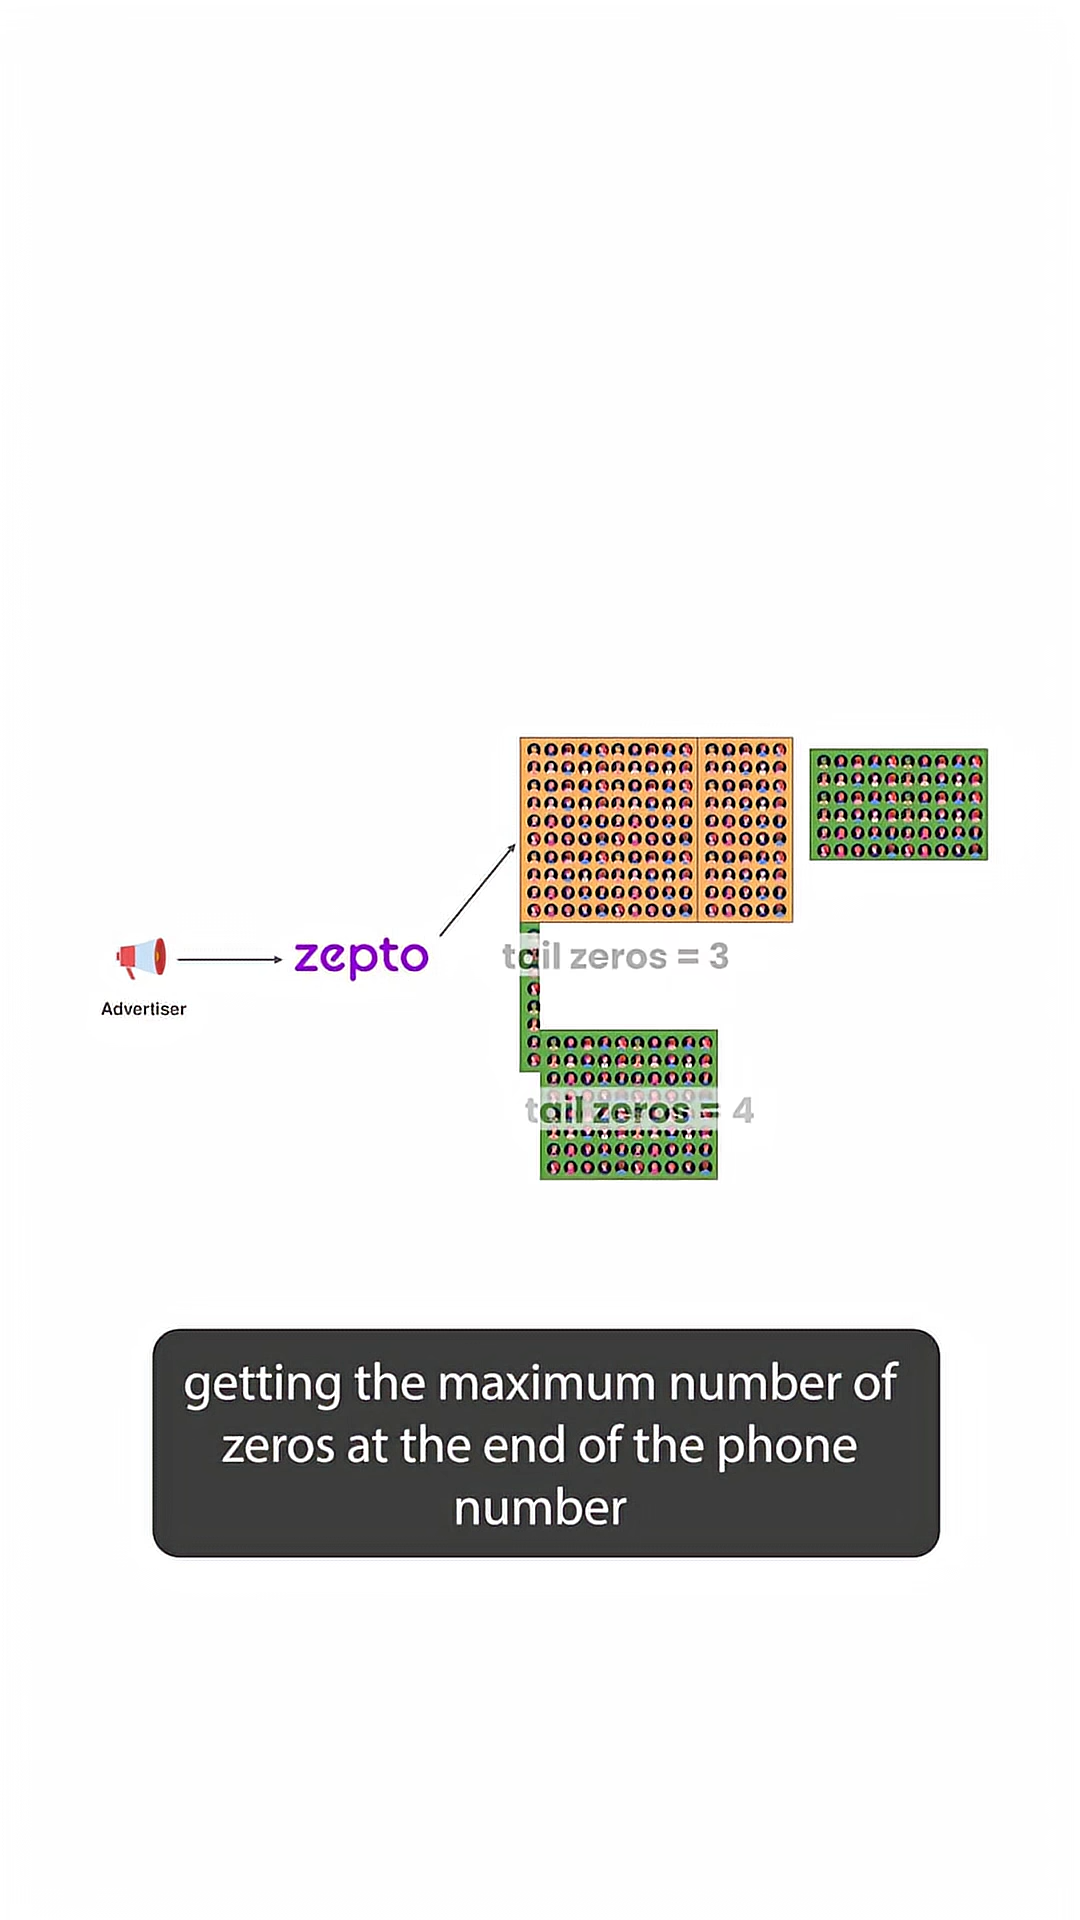 zepto
Advertiser
tail zeros = 3
tail zeros = 4
getting the maximum number of
zeros at the end of the phone
number